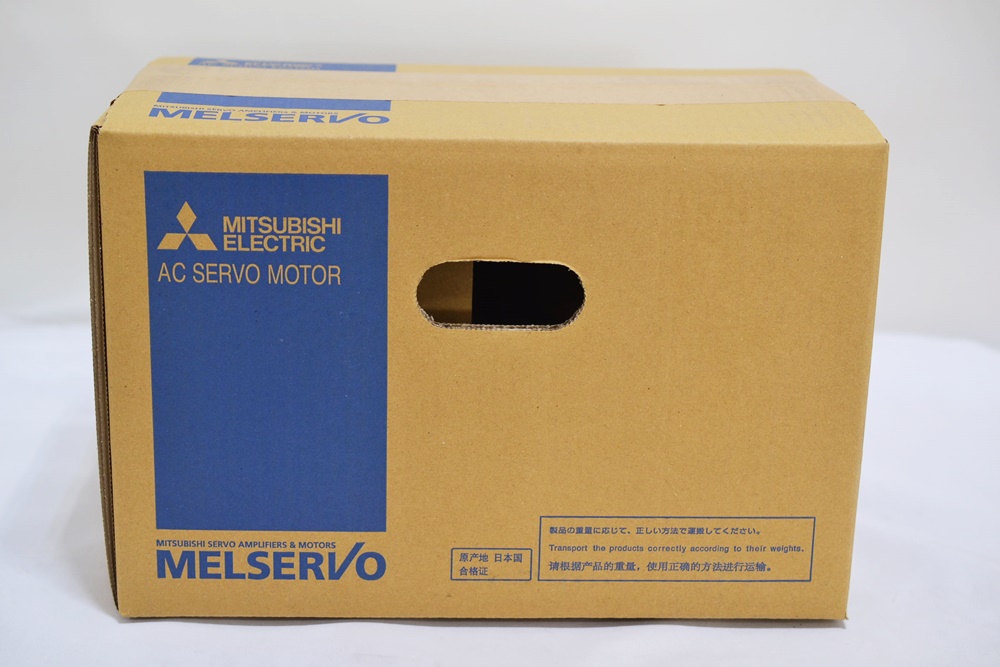 MITSUBISHI SERVO AMPLIFIERS & MOTORS
MELSERVO
MITSUBISHI
ELECTRIC
AC SERVO MOTOR
MITSUBISHI SERVO AMPLIFIERS & MOTORS
MELSERVO
原产地 日本国
合格证
製品の重量に応じて、正しい方法で運搬してください。
Transport the products correctly according to their weights.
请根据产品的重量，使用正确的方法进行运输。